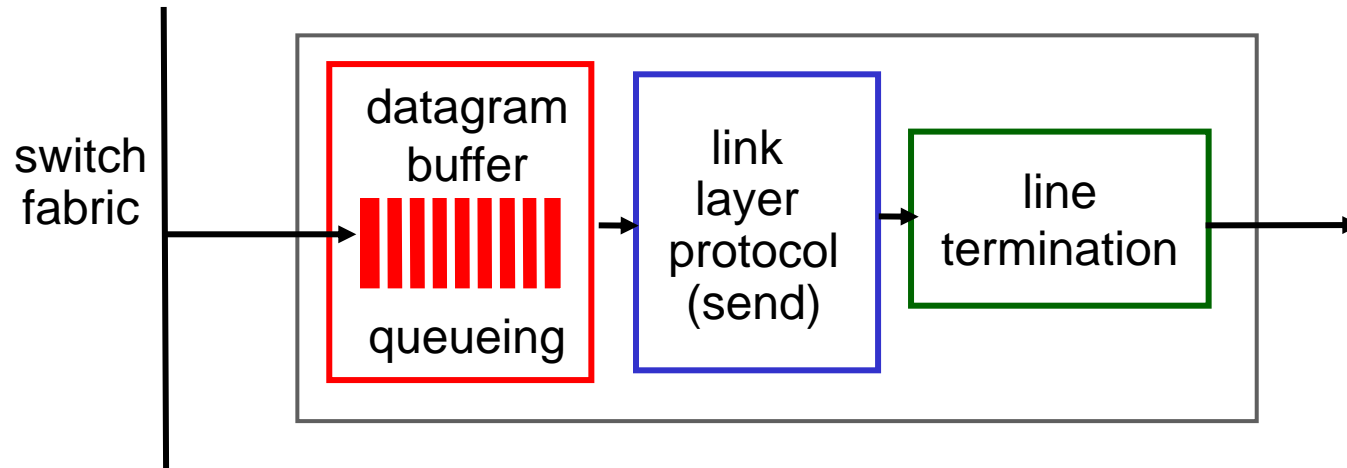 switch
fabric
datagram
buffer
queueing
link
layer
protocol
(send)
line
termination